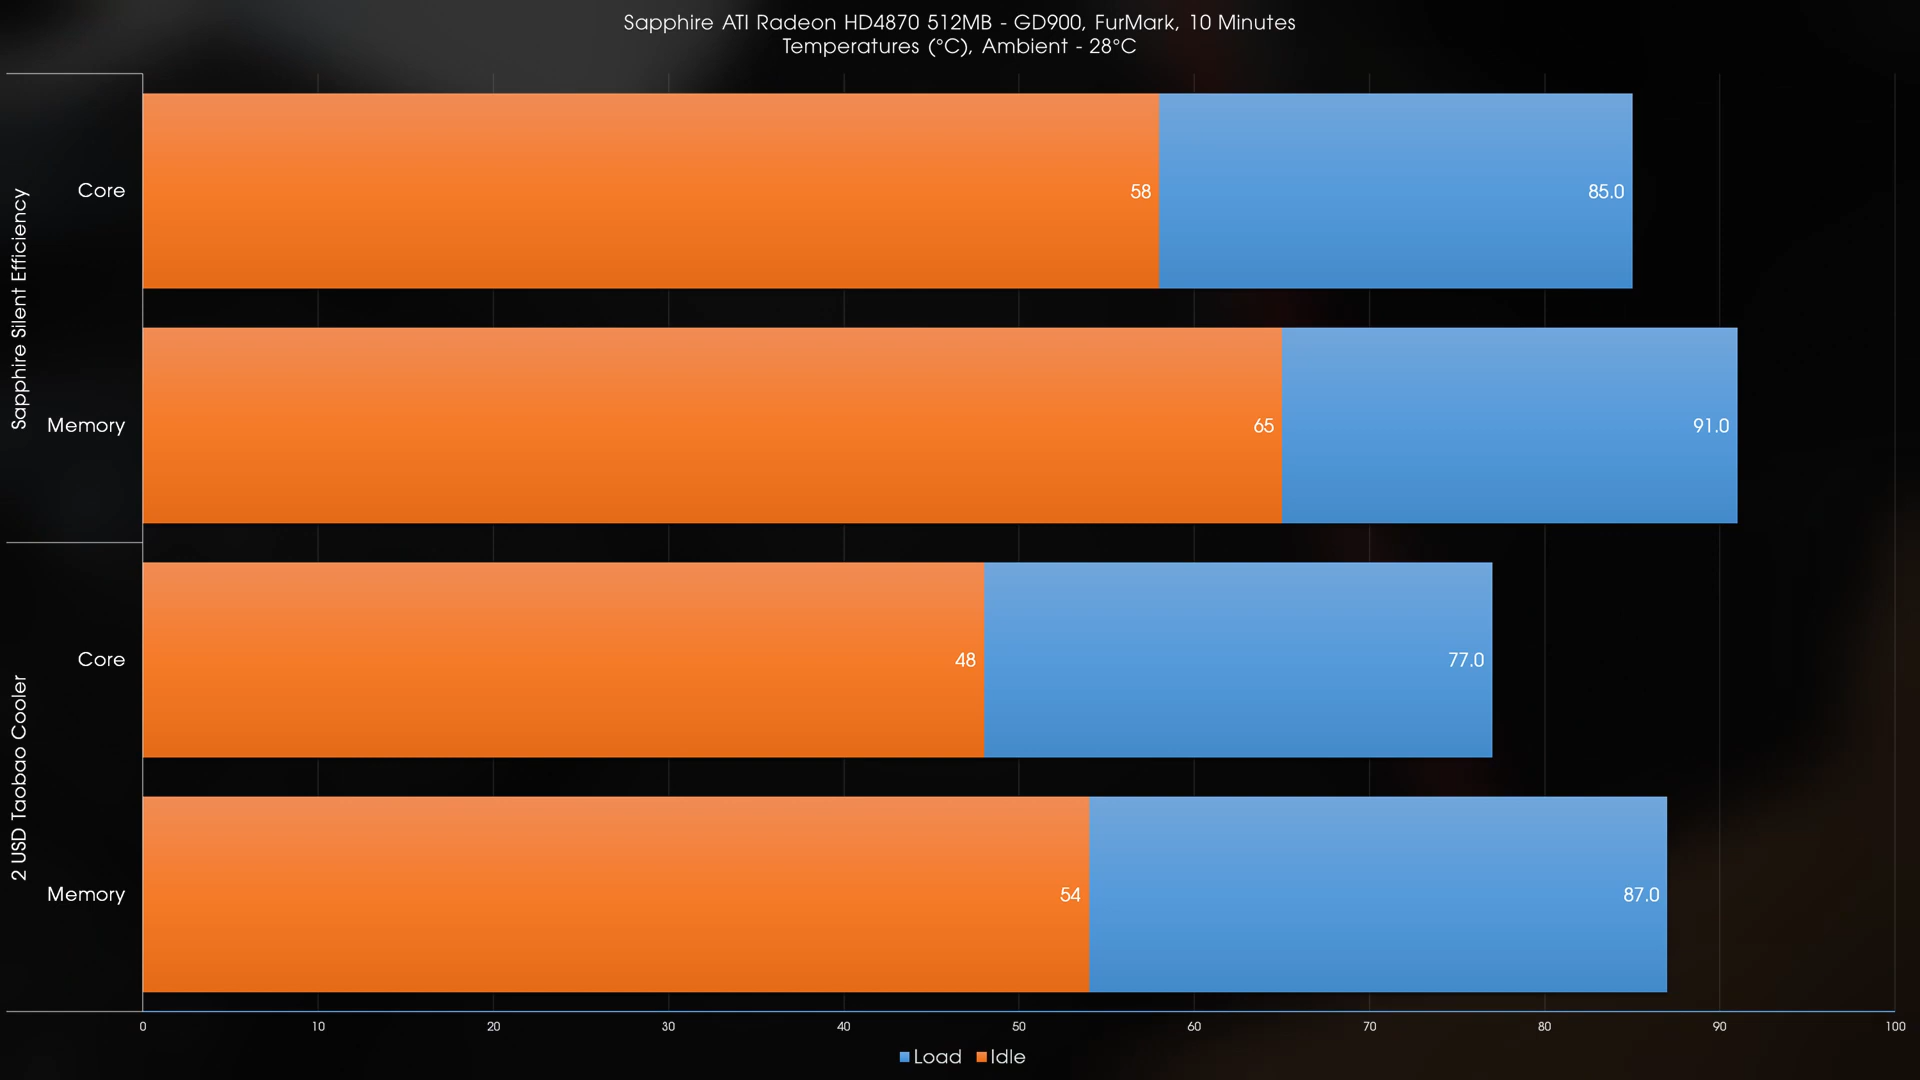 Sapphire ATI Radeon HD4870 512MB - GD900, FurMark, 10 Minutes
Temperatures (°C), Ambient - 28°C
Sapphire Silent Efficiency
Core
58
85.0
Memory
65
91.0
2 USD Taobao Cooler
Core
48
77.0
Memory
54
87.0
0 10 20 30 40 50 60 70 80 90 100
Load Idle